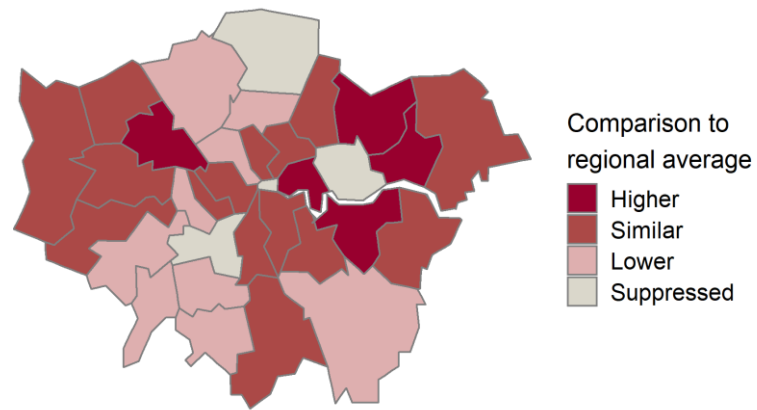 Comparison to
regional average
Higher
Similar
Lower
Suppressed